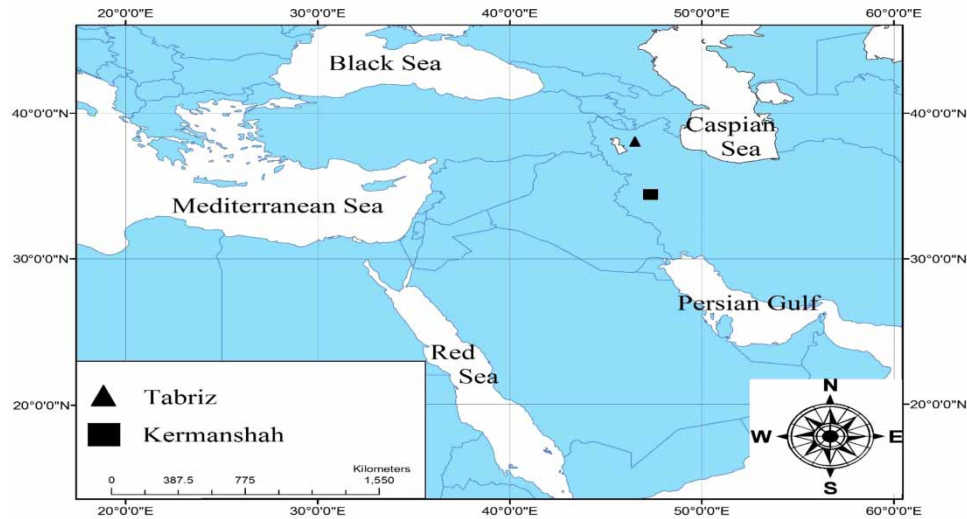 20°0'0"E 30°0'0"E 40°0'0"E 50°0'0"E 60°0'0"E
Black Sea
40°0'0"N 40°0'0"N
Caspian
Sea
Mediterranean Sea
30°0'0"N 30°0'0"N
Persian Gulf
Red
Sea
20°0'0"N 20°0'0"N
Tabriz
Kermanshah
Kilometers
0 387.5 775 1,550
N
W E
S
20°0'0"E 30°0'0"E 40°0'0"E 50°0'0"E 60°0'0"E